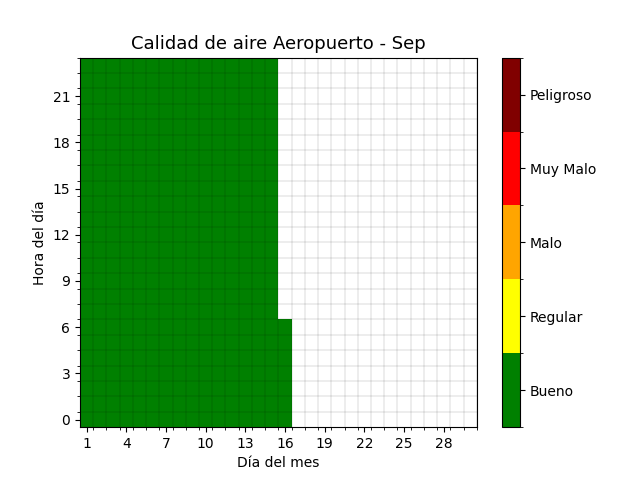 Calidad de aire Aeropuerto - Sep
Hora del día
21
18
15
12
9
6
3
0
1 4 7 10 13 16 19 22 25 28
Día del mes
Peligroso
Muy Malo
Malo
Regular
Bueno